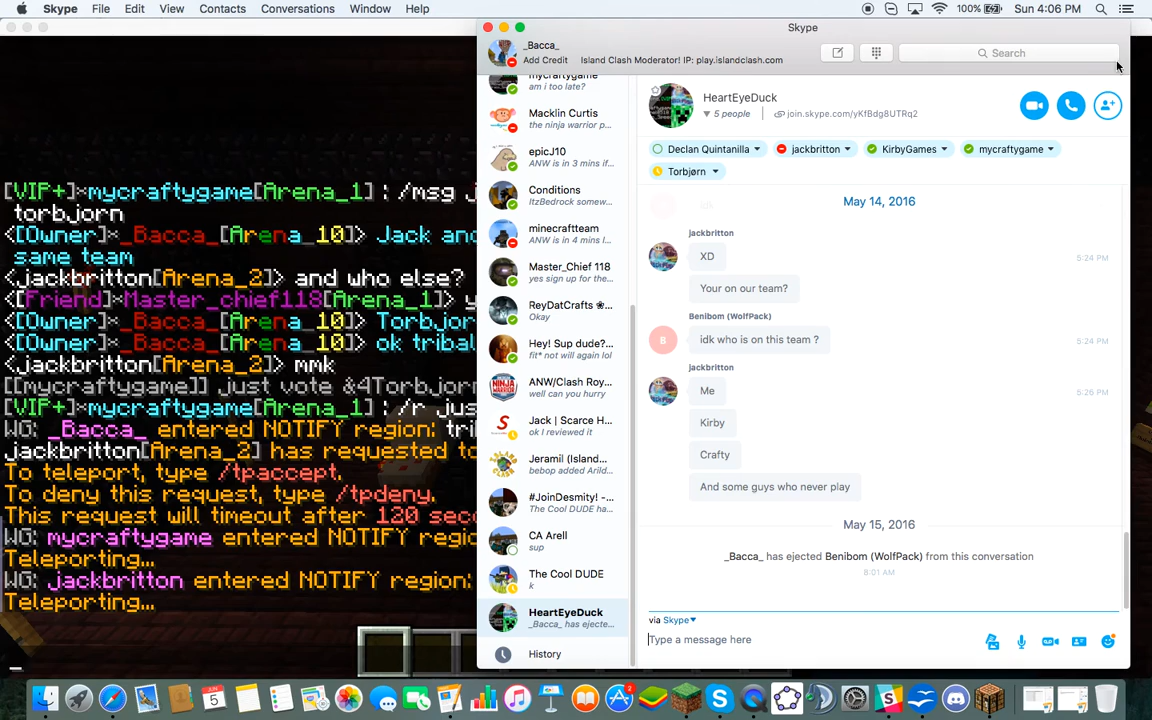 Skype File Edit View Contacts Conversations Window Help 100% Sun 4:06 PM
Skype
_Bacca_
Add Credit Island Clash Moderator! IP: play.islandclash.com
Search
mycraftygame
am i too late?
Macklin Curtis
the ninja warrior p...
epicJ10
ANW is in 3 mins if...
Conditions
ItzBedrock somew...
minecraftteam
ANW is in 4 mins l...
Master_Chief 118
yes sign up for the...
ReyDatCrafts ❀...
Okay
Hey! Sup dude?...
fit* not will again lol
ANW/Clash Roy...
well can you hurry
Jack | Scarce H...
ok I reviewed it
Jeramil (Island...
bebop added Arild...
#JoinDesmity! -...
The Cool DUDE ha...
CA Arell
sup
The Cool DUDE
k
HeartEyeDuck
_Bacca_ has ejecte...
History
HeartEyeDuck
5 people join.skype.com/yKfBdg8UTRq2
Declan Quintanilla jackbritton KirbyGames mycraftygame
Torbjørn
idk
May 14, 2016
jackbritton
XD 5:24 PM
Your on our team?
Benibom (WolfPack)
B idk who is on this team ? 5:24 PM
jackbritton
Me 5:26 PM
Kirby
Crafty
And some guys who never play
May 15, 2016
_Bacca_ has ejected Benibom (WolfPack) from this conversation
8:01 AM
via Skype
Type a message here
[VIP+]×mycraftygame[Arena_1] : /msg j
torbjorn
<[Owner]×_Bacca_[Arena_10]> Jack and
same team
<jackbritton[Arena_2]> and who else?
<[Friend]×Master_chief118[Arena_1]> y
<[Owner]×_Bacca_[Arena_10]> Torbjor
<[Owner]×_Bacca_[Arena_10]> ok triba
<jackbritton[Arena_2]> mmk
[[mycraftygame]] just vote &4Torbjorn
[VIP+]×mycraftygame[Arena_1] : /r jus
WG: _Bacca_ entered NOTIFY region: tri
jackbritton[Arena_2] has requested to
To teleport, type /tpaccept.
To deny this request, type /tpdeny.
This request will timeout after 120 seco
WG: mycraftygame entered NOTIFY regio
Teleporting...
WG: jackbritton entered NOTIFY region:
Teleporting...
_
5
2